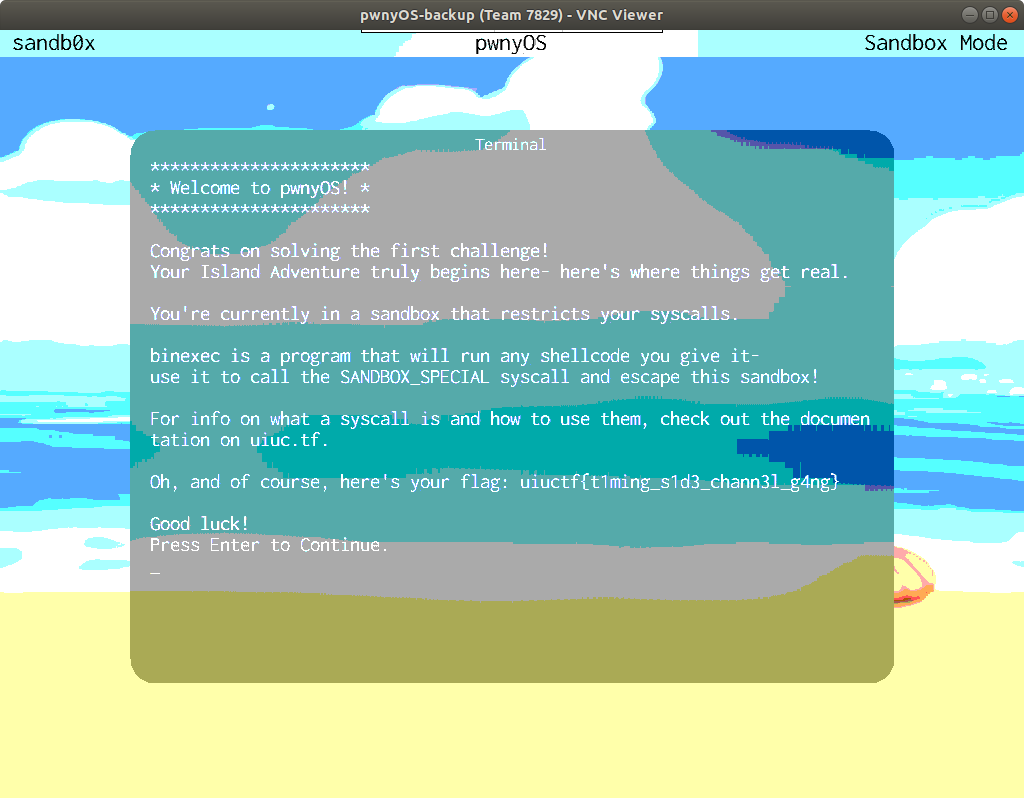 pwnyOS-backup (Team 7829) - VNC Viewer
sandb0x pwnyOS Sandbox Mode
Terminal
**********************
* Welcome to pwnyOS! *
**********************
Congrats on solving the first challenge!
Your Island Adventure truly begins here- here's where things get real.
You're currently in a sandbox that restricts your syscalls.
binexec is a program that will run any shellcode you give it-
use it to call the SANDBOX_SPECIAL syscall and escape this sandbox!
For info on what a syscall is and how to use them, check out the documen
tation on uiuc.tf.
Oh, and of course, here's your flag: uiuctf{t1ming_s1d3_chann3l_g4ng}
Good luck!
Press Enter to Continue.
_